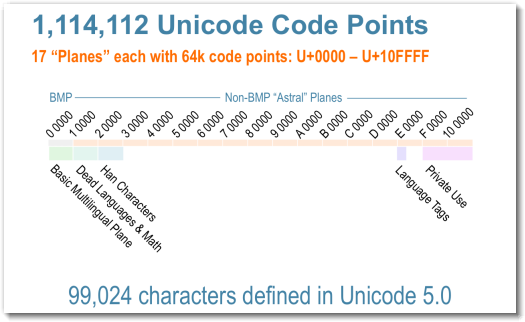 1,114,112 Unicode Code Points
17 “Planes” each with 64k code points: U+0000 – U+10FFFF
BMP
Non-BMP “Astral” Planes
0 0000
1 0000
2 0000
3 0000
4 0000
5 0000
6 0000
7 0000
8 0000
9 0000
A 0000
B 0000
C 0000
D 0000
E 0000
F 0000
10 0000
Basic Multilingual Plane
Dead Languages & Math
Han Characters
Language Tags
Private Use
99,024 characters defined in Unicode 5.0